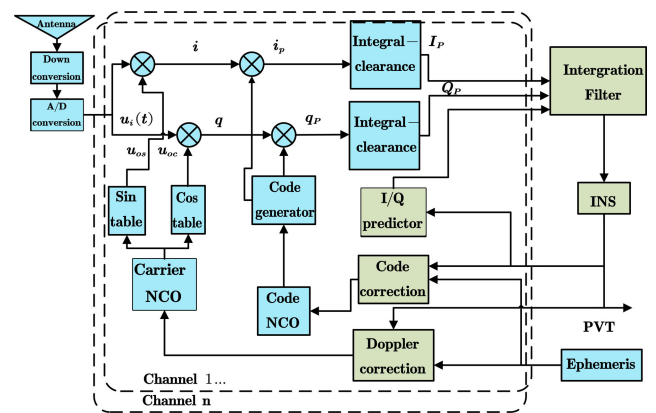 Antenna
Down
conversion
A/D
conversion
u_i(t)
i
i_p
Integral—
clearance
I_P
Q_P
Intergration
Filter
u_os
u_oc
q
q_P
Integral—
clearance
Sin
table
Cos
table
Code
generator
I/Q
predictor
INS
Carrier
NCO
Code
NCO
Code
correction
PVT
Doppler
correction
Ephemeris
Channel 1...
Channel n